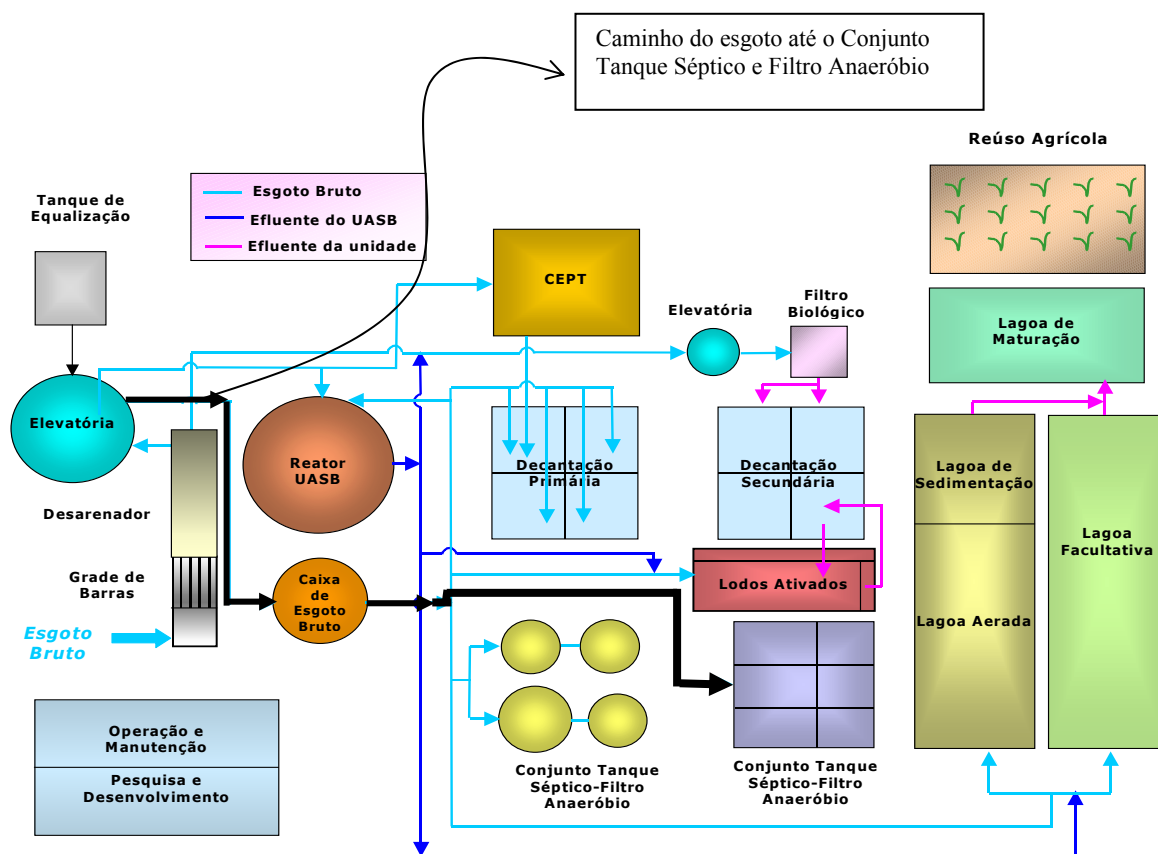 Caminho do esgoto até o Conjunto
Tanque Séptico e Filtro Anaeróbio
Reúso Agrícola
Tanque de
Equalização
Esgoto Bruto
Efluente do UASB
Efluente da unidade
CEPT
Elevatória
Filtro
Biológico
Lagoa de
Maturação
Elevatória
Reator
UASB
Decantação
Primária
Decantação
Secundária
Lagoa de
Sedimentação
Desarenador
Lagoa
Facultativa
Grade de
Barras
Caixa
de
Esgoto
Bruto
Lodos Ativados
Lagoa Aerada
Esgoto
Bruto
Operação e
Manutenção
Pesquisa e
Desenvolvimento
Conjunto Tanque
Séptico-Filtro
Anaeróbio
Conjunto Tanque
Séptico-Filtro
Anaeróbio